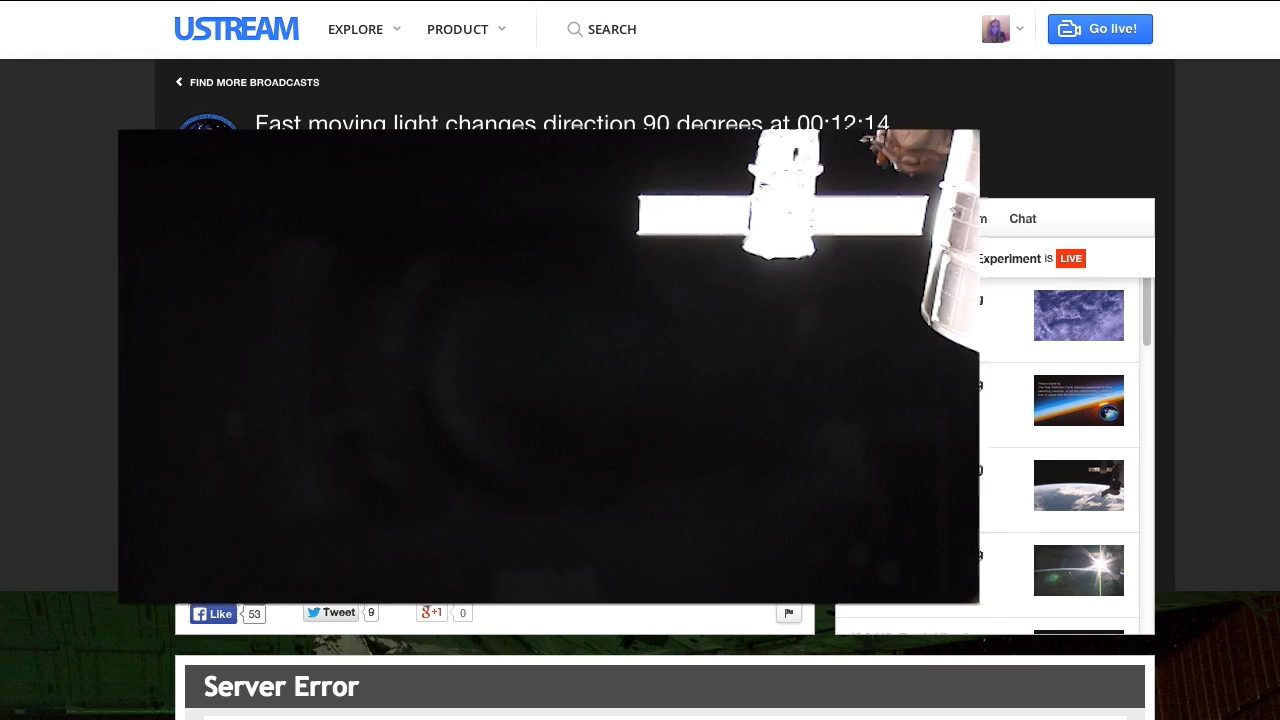 USTREAM
EXPLORE
PRODUCT
SEARCH
Go live!
FIND MORE BROADCASTS
Fast moving light changes direction 90 degrees at 00:12:14
Chat
Experiment is LIVE
Like 53
Tweet 9
g+1 0
Server Error